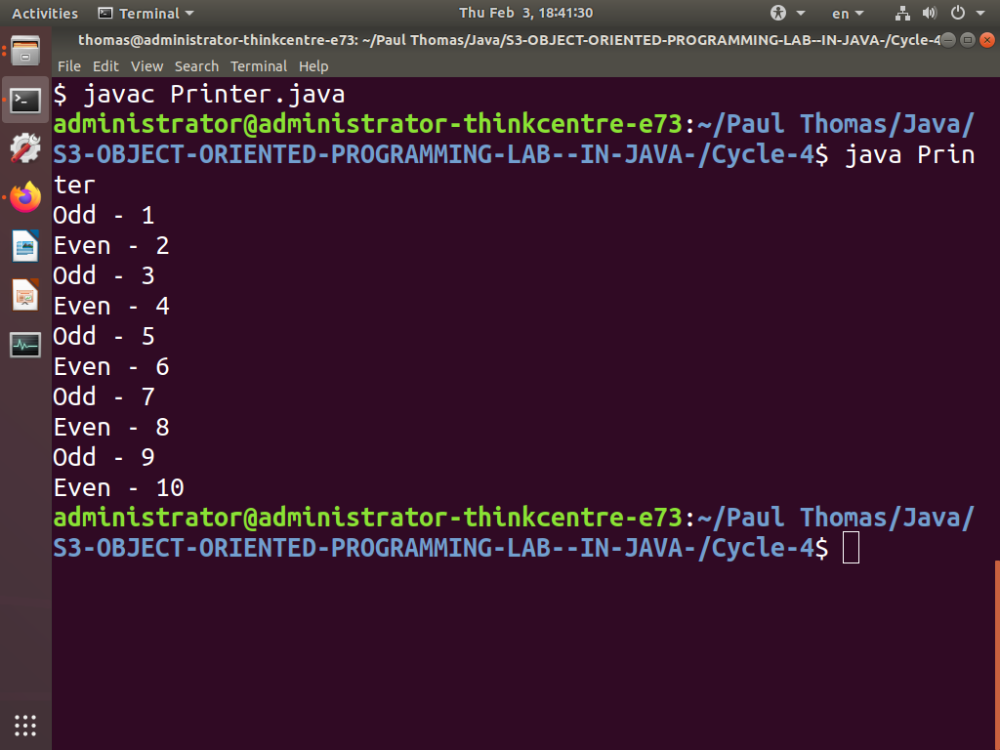 Activities Terminal Thu Feb 3, 18:41:30 en
thomas@administrator-thinkcentre-e73: ~/Paul Thomas/Java/S3-OBJECT-ORIENTED-PROGRAMMING-LAB--IN-JAVA-/Cycle-4
File Edit View Search Terminal Help
$ javac Printer.java
administrator@administrator-thinkcentre-e73:~/Paul Thomas/Java/
S3-OBJECT-ORIENTED-PROGRAMMING-LAB--IN-JAVA-/Cycle-4$ java Prin
ter
Odd - 1
Even - 2
Odd - 3
Even - 4
Odd - 5
Even - 6
Odd - 7
Even - 8
Odd - 9
Even - 10
administrator@administrator-thinkcentre-e73:~/Paul Thomas/Java/
S3-OBJECT-ORIENTED-PROGRAMMING-LAB--IN-JAVA-/Cycle-4$